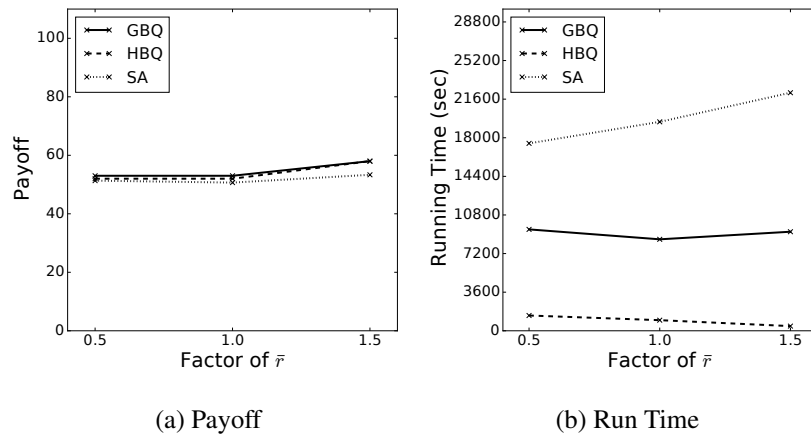 GBQ
HBQ
SA
100
80
60
40
20
0
Payoff
0.5 1.0 1.5
Factor of r̄
(a) Payoff
GBQ
HBQ
SA
28800
25200
21600
18000
14400
10800
7200
3600
0
Running Time (sec)
0.5 1.0 1.5
Factor of r̄
(b) Run Time